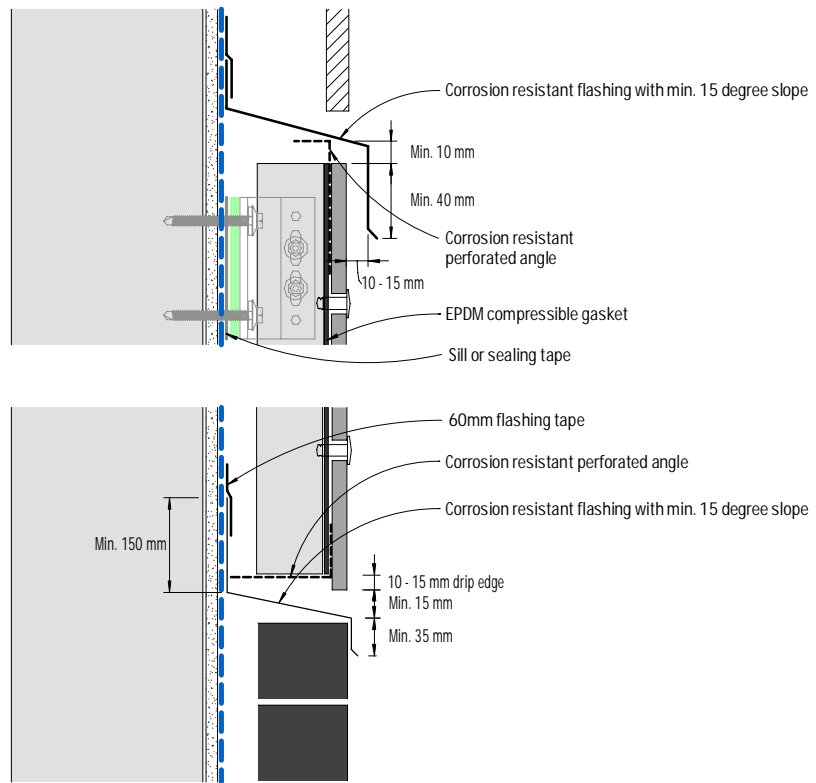 Corrosion resistant flashing with min. 15 degree slope
Min. 10 mm
Min. 40 mm
Corrosion resistant
perforated angle
10 - 15 mm
EPDM compressible gasket
Sill or sealing tape
60mm flashing tape
Corrosion resistant perforated angle
Corrosion resistant flashing with min. 15 degree slope
Min. 150 mm
10 - 15 mm drip edge
Min. 15 mm
Min. 35 mm